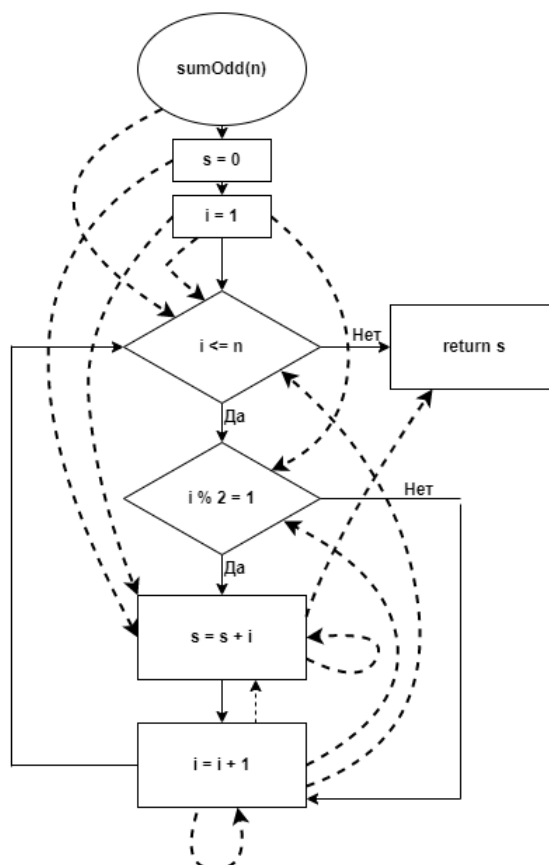 sumOdd(n)
s = 0
i = 1
i <= n
Нет
return s
Да
i % 2 = 1
Нет
Да
s = s + i
i = i + 1